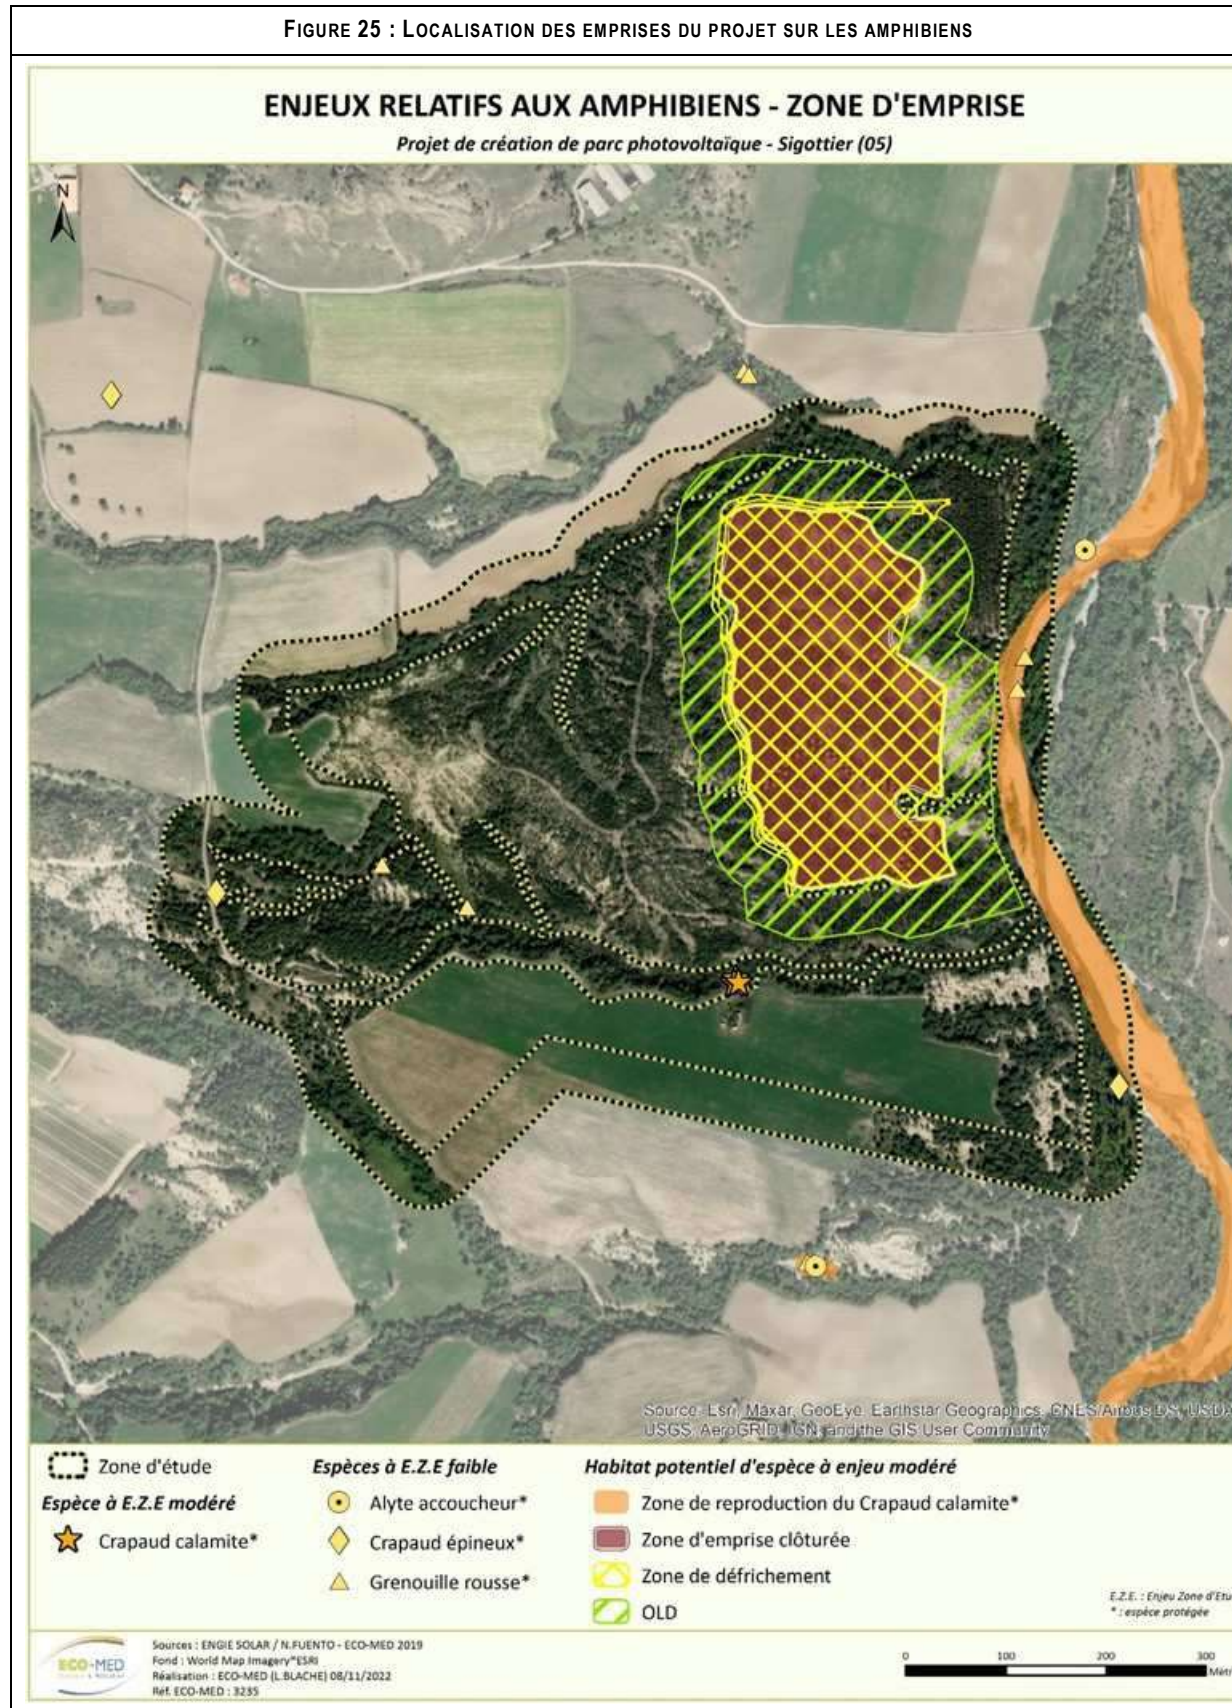 FIGURE 25 : LOCALISATION DES EMPRISES DU PROJET SUR LES AMPHIBIENS
ENJEUX RELATIFS AUX AMPHIBIENS - ZONE D'EMPRISE
Projet de création de parc photovoltaïque - Sigottier (05)
N
Source: Esri, Maxar, GeoEye, Earthstar Geographics, CNES/Airbus DS, USDA,
USGS, AeroGRID, IGN, and the GIS User Community
Zone d'étude
Espèce à E.Z.E modéré
Crapaud calamite*
Espèces à E.Z.E faible
Alyte accoucheur*
Crapaud épineux*
Grenouille rousse*
Habitat potentiel d'espèce à enjeu modéré
Zone de reproduction du Crapaud calamite*
Zone d'emprise clôturée
Zone de défrichement
OLD
E.Z.E. : Enjeu Zone d'Etu
* : espèce protégée
ECO-MED
Sources : ENGIE SOLAR / N.FUENTO - ECO-MED 2019
Fond : World Map Imagery*ESRI
Réalisation : ECO-MED (L.BLACHE) 08/11/2022
Ref. ECO-MED : 3235
0 100 200 300
Mètr